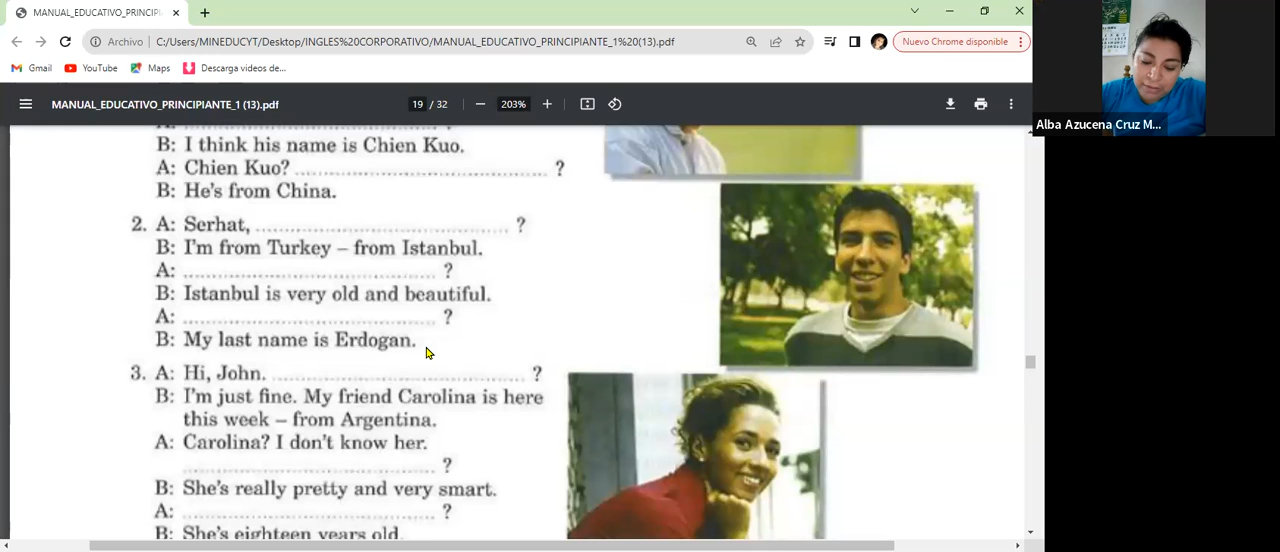 MANUAL_EDUCATIVO_PRINCIPI
Archivo
C:/Users/MINEDUCYT/Desktop/INGLES%20CORPO
/MANUAL_EDUCATIVO_PRINCIPIANTE_1%20(13).pdf
Nuevo Chrome disponible
Gmail
YouTube
Maps
Descarga videos de...
MANUAL_EDUCATIVO_PRINCIPIANTE_1 (13).pdf
19 / 32
203%
Alba Azucena Cruz M...
B: I think his name is Chien Kuo.
A: Chien Kuo? ........................................ ?
B: He's from China.
2. A: Serhat, ........................................ ?
B: I'm from Turkey – from Istanbul.
A: ........................................ ?
B: Istanbul is very old and beautiful.
A: ........................................ ?
B: My last name is Erdogan.
3. A: Hi, John. ........................................ ?
B: I'm just fine. My friend Carolina is here
this week – from Argentina.
A: Carolina? I don't know her.
........................................ ?
B: She's really pretty and very smart.
A: ........................................ ?
B: She's eighteen years old.